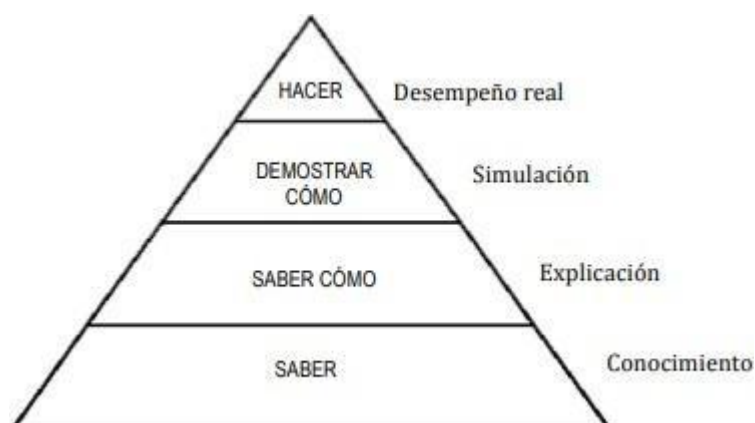 HACER
Desempeño real
DEMOSTRAR
CÓMO
Simulación
SABER CÓMO
Explicación
SABER
Conocimiento